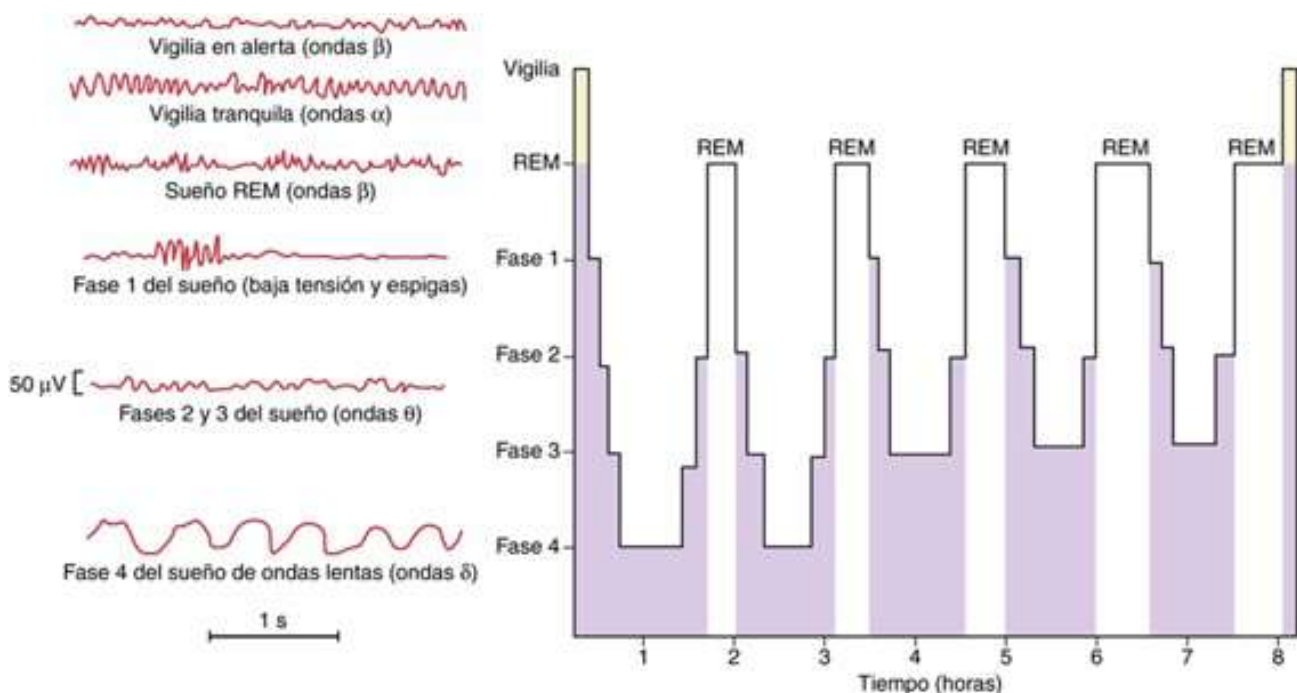 Vigilia en alerta (ondas β)
Vigilia tranquila (ondas α)
Sueño REM (ondas β)
Fase 1 del sueño (baja tensión y espigas)
50 μV
Fases 2 y 3 del sueño (ondas θ)
Fase 4 del sueño de ondas lentas (ondas δ)
1 s
Vigilia
REM REM REM REM REM
REM
Fase 1
Fase 2
Fase 3
Fase 4
1 2 3 4 5 6 7 8
Tiempo (horas)